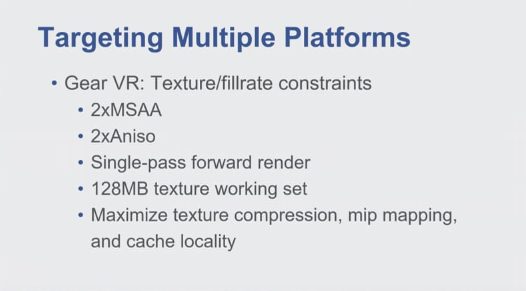 Targeting Multiple Platforms
• Gear VR: Texture/fillrate constraints
• 2xMSAA
• 2xAniso
• Single-pass forward render
• 128MB texture working set
• Maximize texture compression, mip mapping,
and cache locality